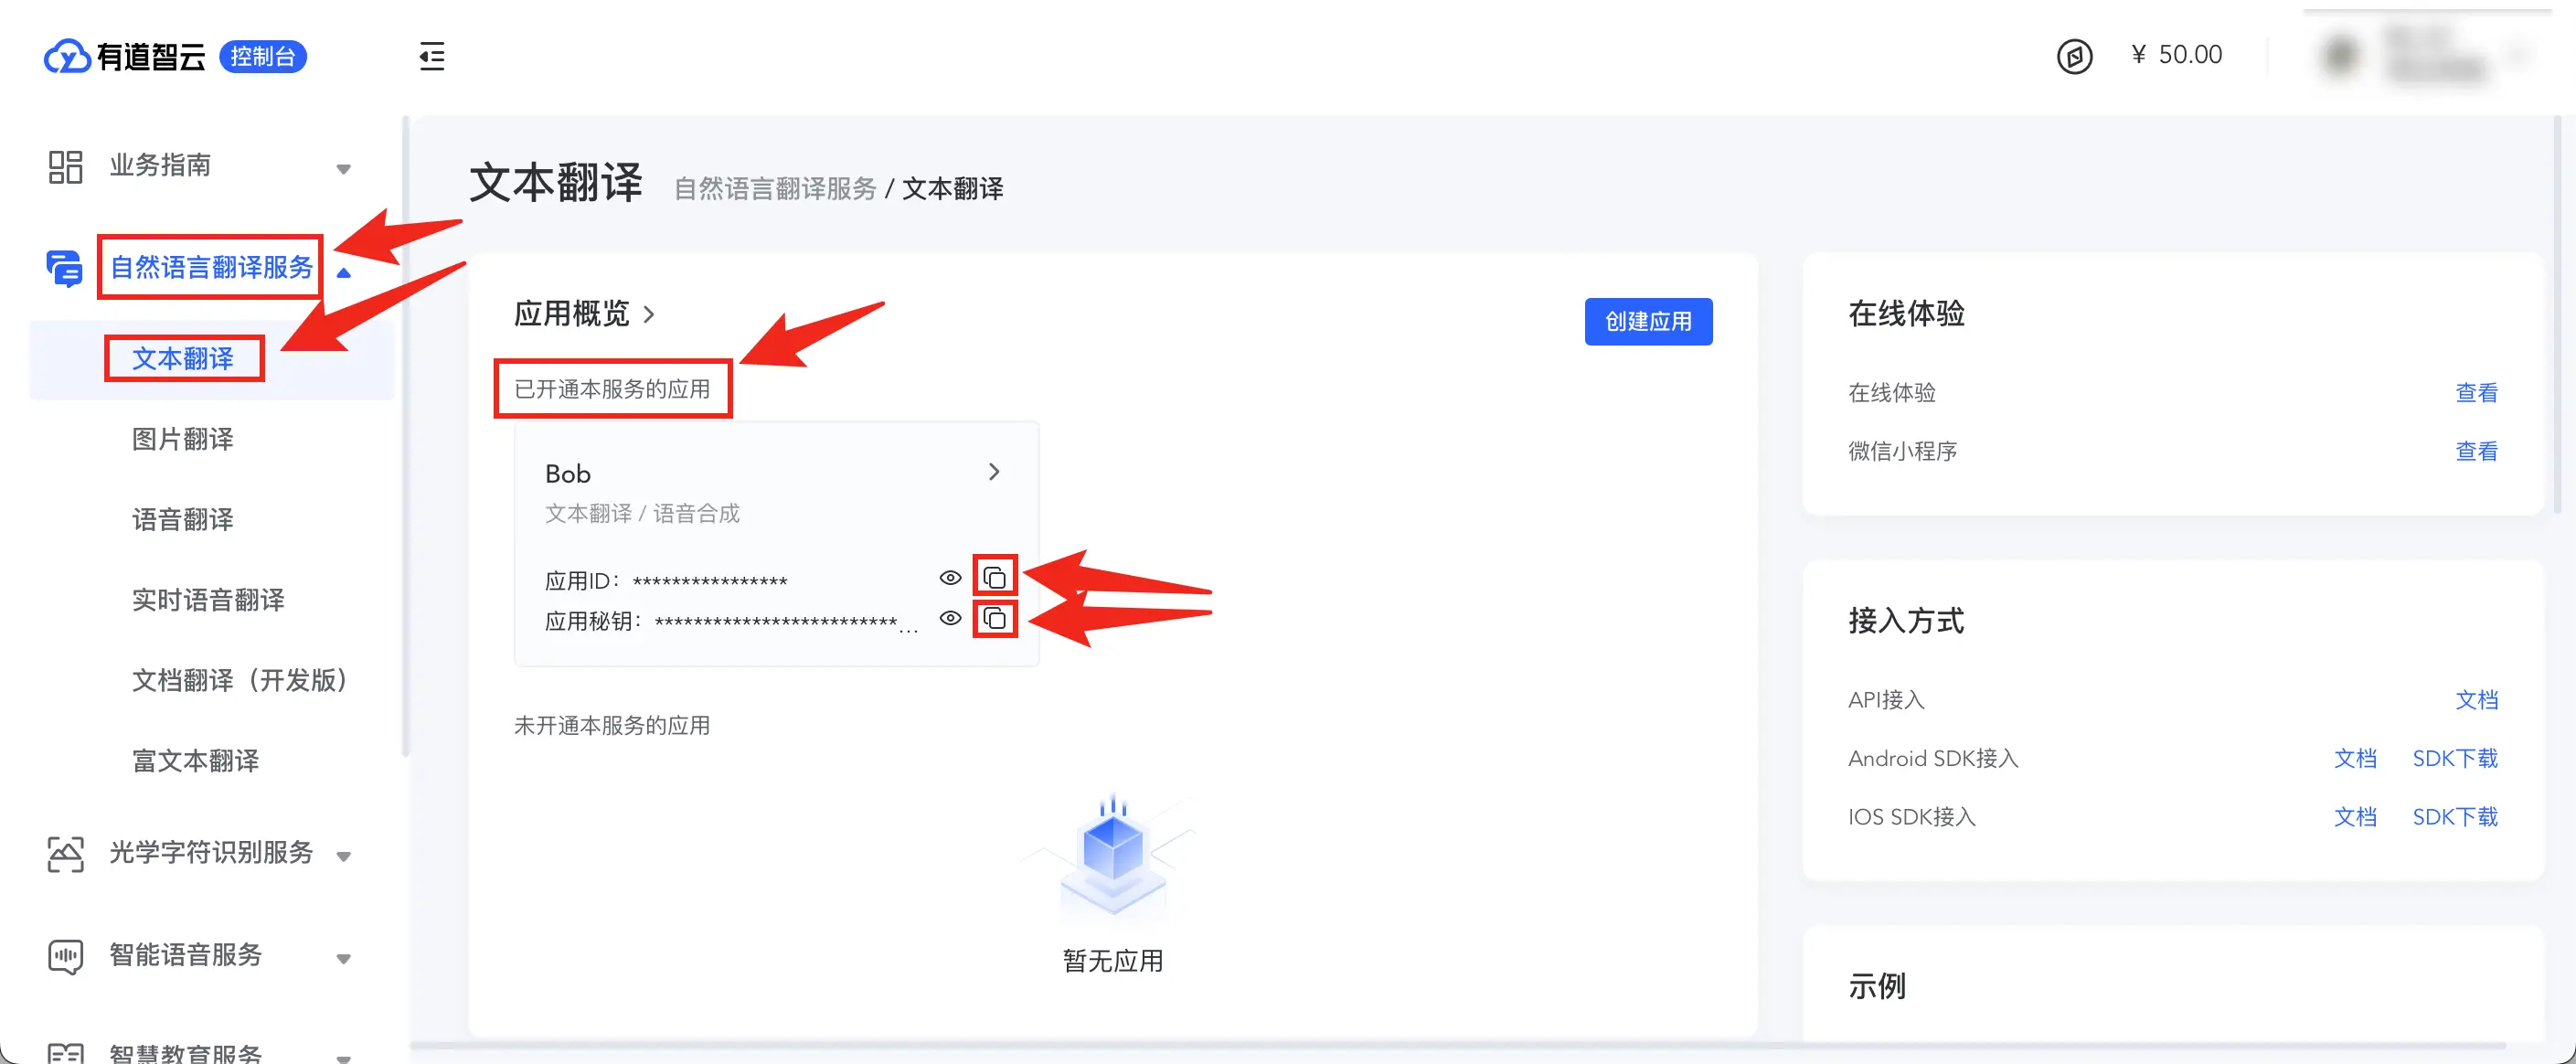 有道智云 控制台
¥ 50.00
业务指南
自然语言翻译服务
文本翻译
图片翻译
语音翻译
实时语音翻译
文档翻译（开发版）
富文本翻译
光学字符识别服务
智能语音服务
智慧教育服务
文本翻译 自然语言翻译服务 / 文本翻译
应用概览
创建应用
已开通本服务的应用
Bob
文本翻译 / 语音合成
应用ID： ****************
应用秘钥： *************************...
未开通本服务的应用
暂无应用
在线体验
在线体验 查看
微信小程序 查看
接入方式
API接入 文档
Android SDK接入 文档 SDK下载
IOS SDK接入 文档 SDK下载
示例